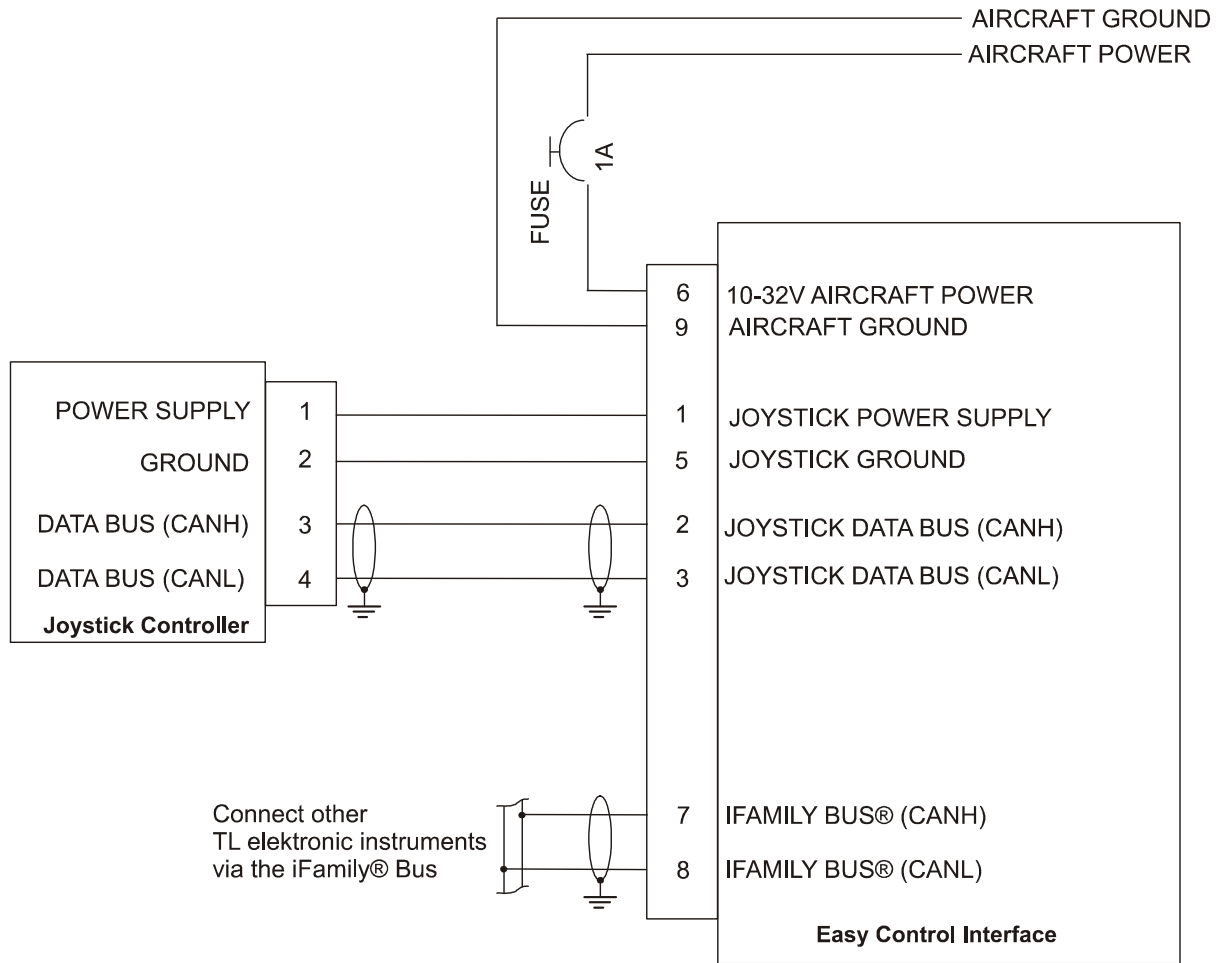 AIRCRAFT GROUND
AIRCRAFT POWER
FUSE
1A
6 10-32V AIRCRAFT POWER
9 AIRCRAFT GROUND
POWER SUPPLY 1
1 JOYSTICK POWER SUPPLY
GROUND 2
5 JOYSTICK GROUND
DATA BUS (CANH) 3
2 JOYSTICK DATA BUS (CANH)
DATA BUS (CANL) 4
3 JOYSTICK DATA BUS (CANL)
Joystick Controller
Connect other
TL elektronic instruments
via the iFamily® Bus
7 IFAMILY BUS® (CANH)
8 IFAMILY BUS® (CANL)
Easy Control Interface